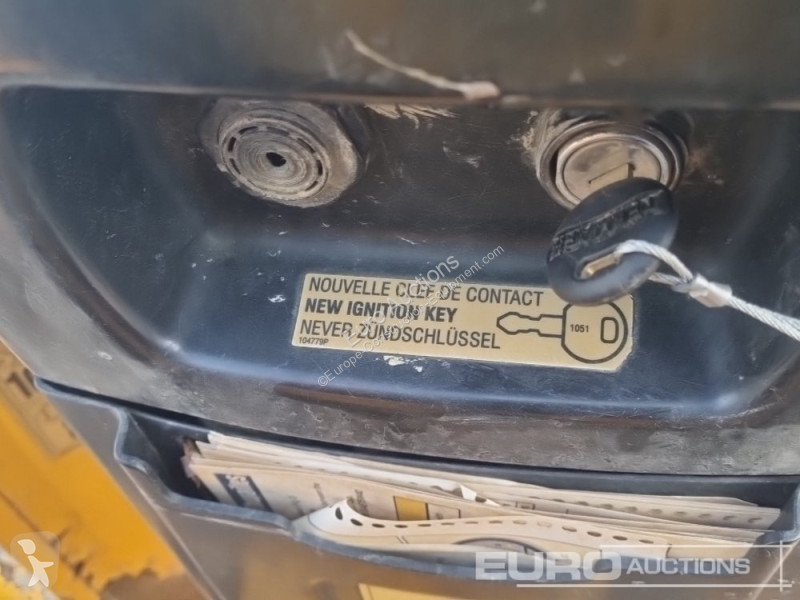 NOUVELLE CLEF DE CONTACT
NEW IGNITION KEY
NEVER ZÜNDSCHLÜSSEL
104779P
1051
EURO AUCTIONS